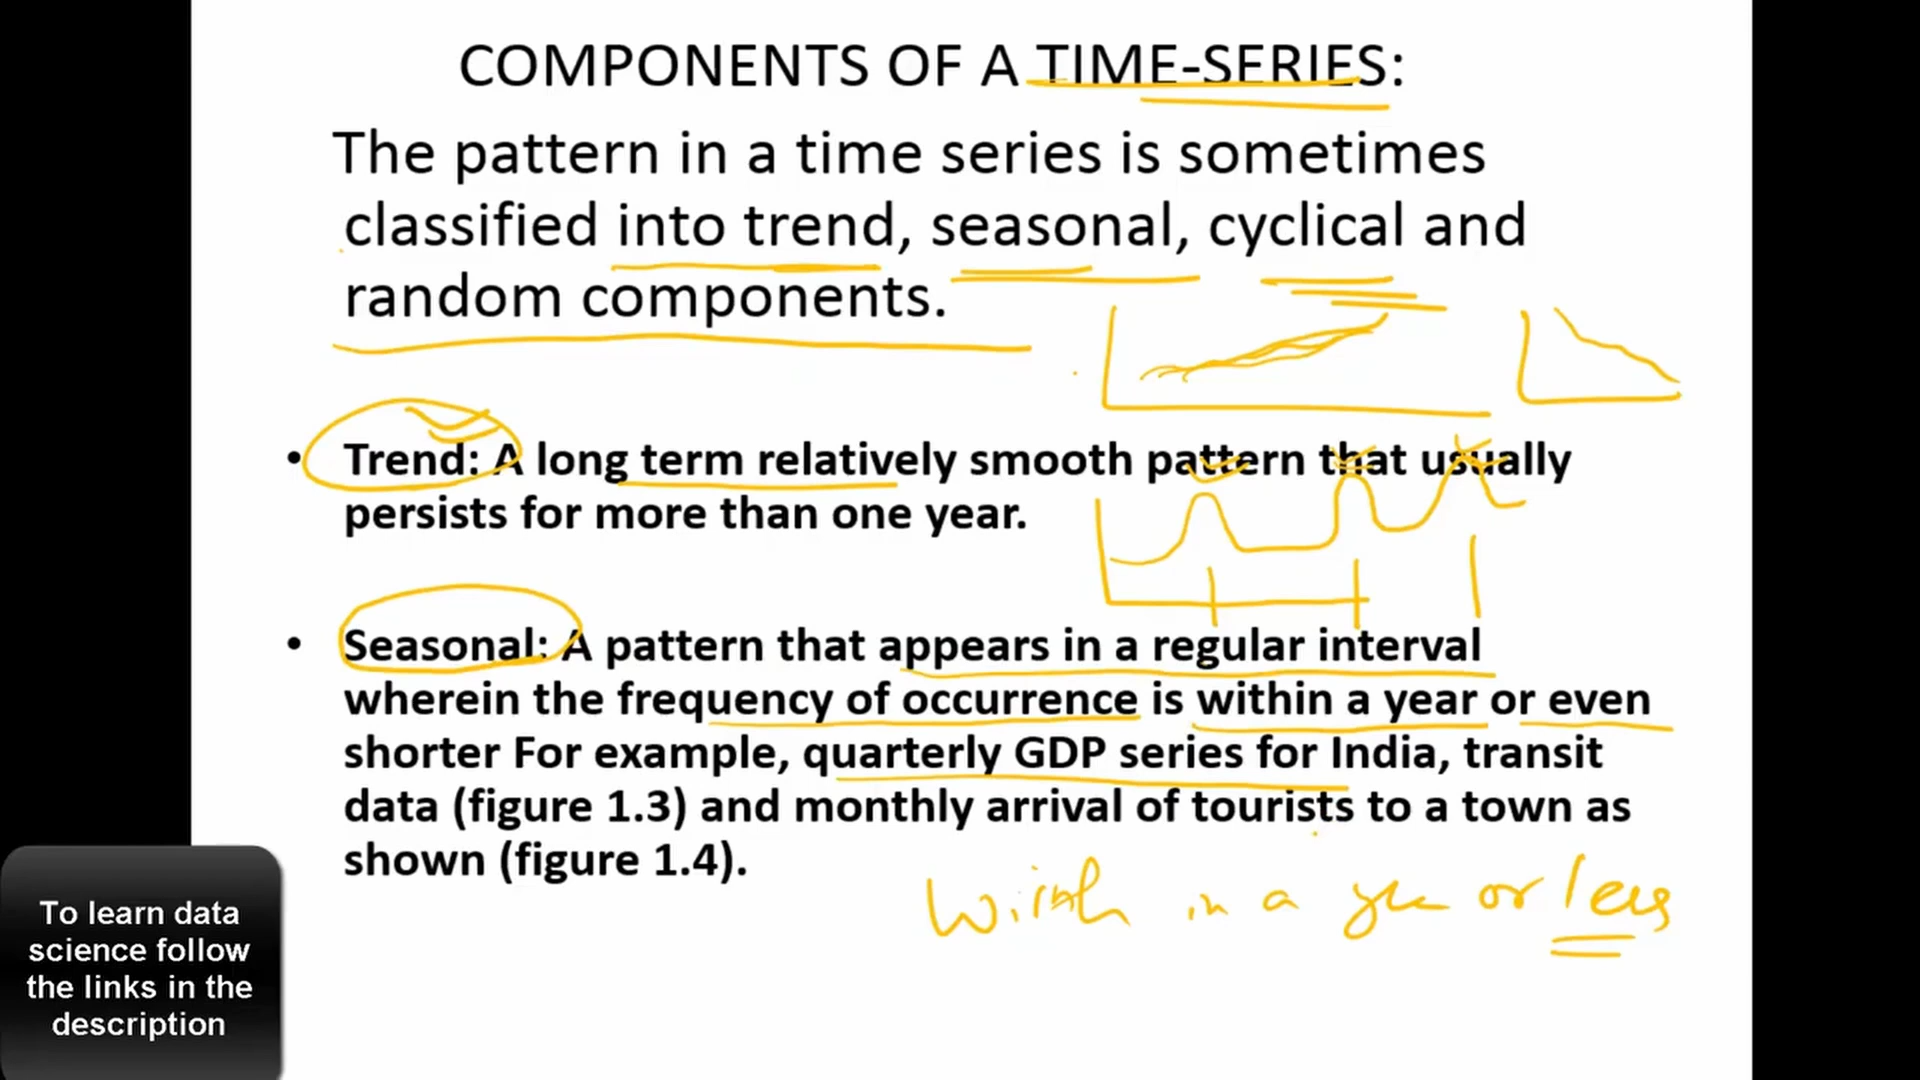 COMPONENTS OF A TIME-SERIES:
The pattern in a time series is sometimes
classified into trend, seasonal, cyclical and
random components.
• Trend: A long term relatively smooth pattern that usually
persists for more than one year.
• Seasonal: A pattern that appears in a regular interval
wherein the frequency of occurrence is within a year or even
shorter For example, quarterly GDP series for India, transit
data (figure 1.3) and monthly arrival of tourists to a town as
shown (figure 1.4).
in a or less
To learn data
science follow
the links in the
description